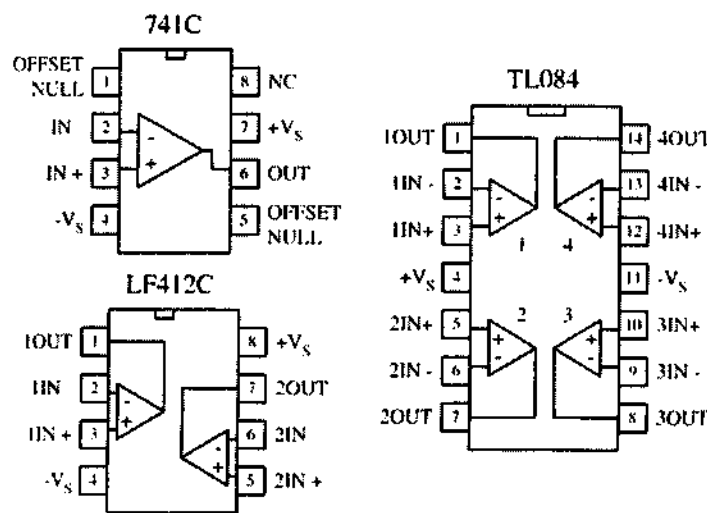 741C
OFFSET NULL 1
8 NC
IN 2
-
7 +VS
IN + 3
+
6 OUT
-VS 4
5 OFFSET NULL
LF412C
1OUT 1
8 +VS
1IN 2
-
7 2OUT
1IN + 3
+
6 2IN
-
-VS 4
+
5 2IN +
TL084
1OUT 1
14 4OUT
1IN - 2
-
-
13 4IN -
1IN+ 3
+
+
12 4IN+
1
4
+VS 4
11 -VS
2
3
2IN+ 5
+
+
10 3IN+
2IN - 6
-
-
9 3IN -
2OUT 7
8 3OUT